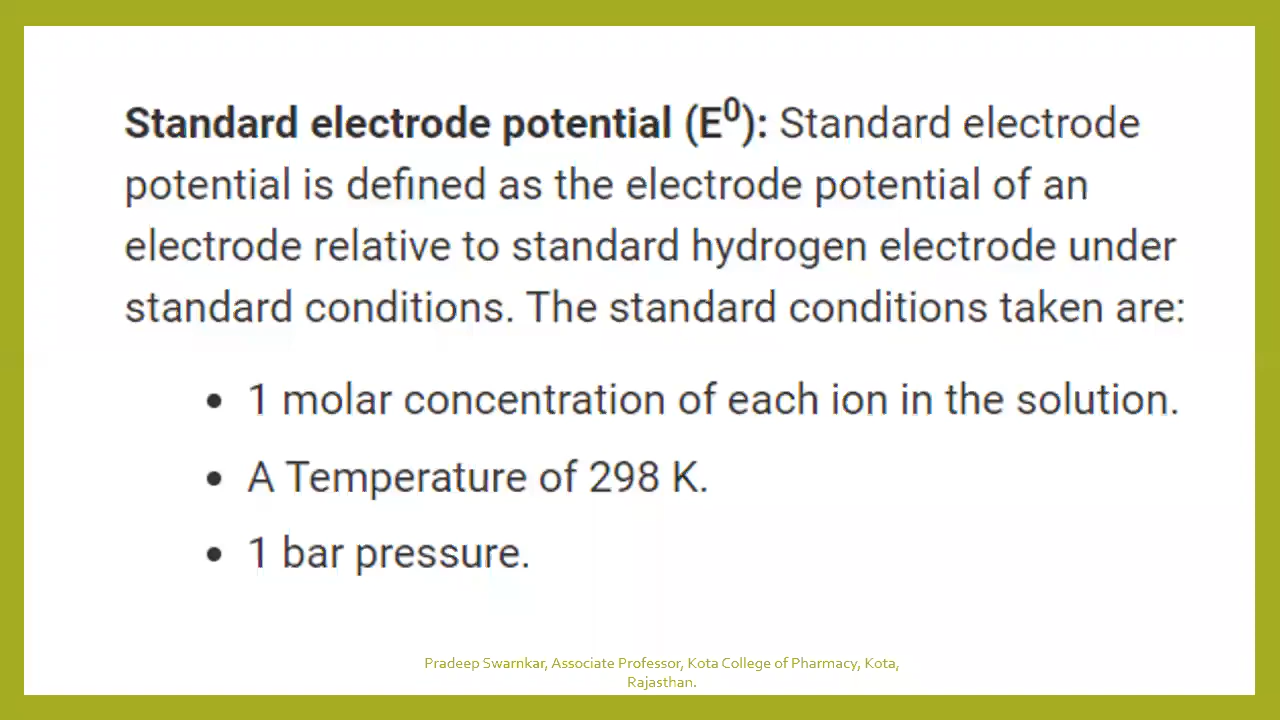 Standard electrode potential (E⁰): Standard electrode
potential is defined as the electrode potential of an
electrode relative to standard hydrogen electrode under
standard conditions. The standard conditions taken are:
• 1 molar concentration of each ion in the solution.
• A Temperature of 298 K.
• 1 bar pressure.
Pradeep Swarnkar, Associate Professor, Kota College of Pharmacy, Kota,
Rajasthan.